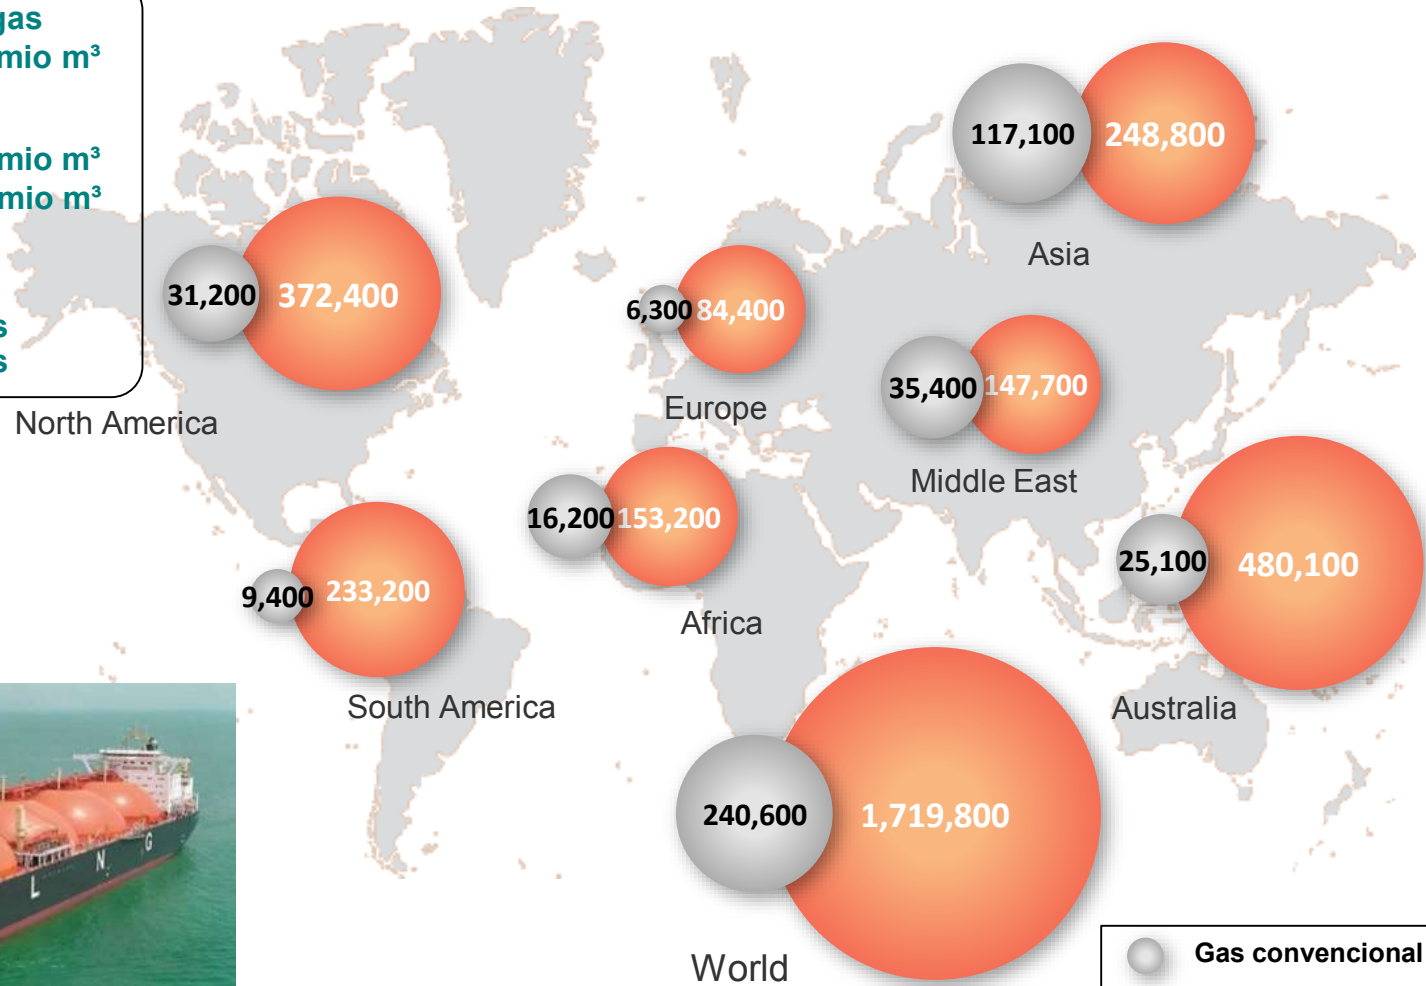 gas
mio m³
mio m³
mio m³
s
s
117,100 248,800
Asia
31,200 372,400
North America
6,300 84,400
Europe
35,400 147,700
Middle East
16,200 153,200
Africa
9,400 233,200
South America
25,100 480,100
Australia
240,600 1,719,800
World
L N G
Gas convencional